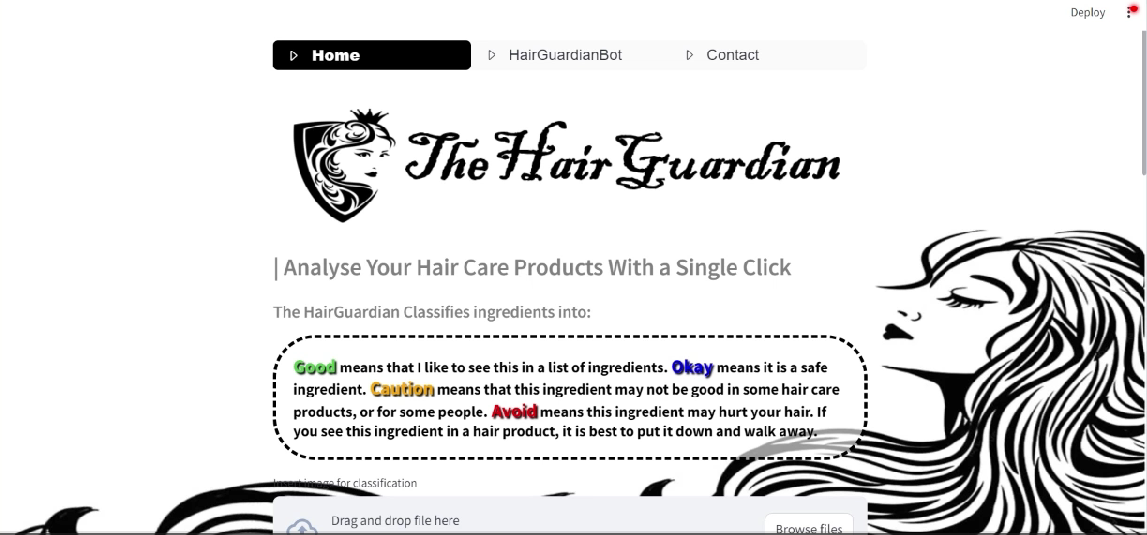 Deploy
Home
HairGuardianBot
Contact
The Hair Guardian
| Analyse Your Hair Care Products With a Single Click
The HairGuardian Classifies ingredients into:
Good means that I like to see this in a list of ingredients. Okay means it is a safe
ingredient. Caution means that this ingredient may not be good in some hair care
products, or for some people. Avoid means this ingredient may hurt your hair. If
you see this ingredient in a hair product, it is best to put it down and walk away.
Insert image for classification
Drag and drop file here
Browse files